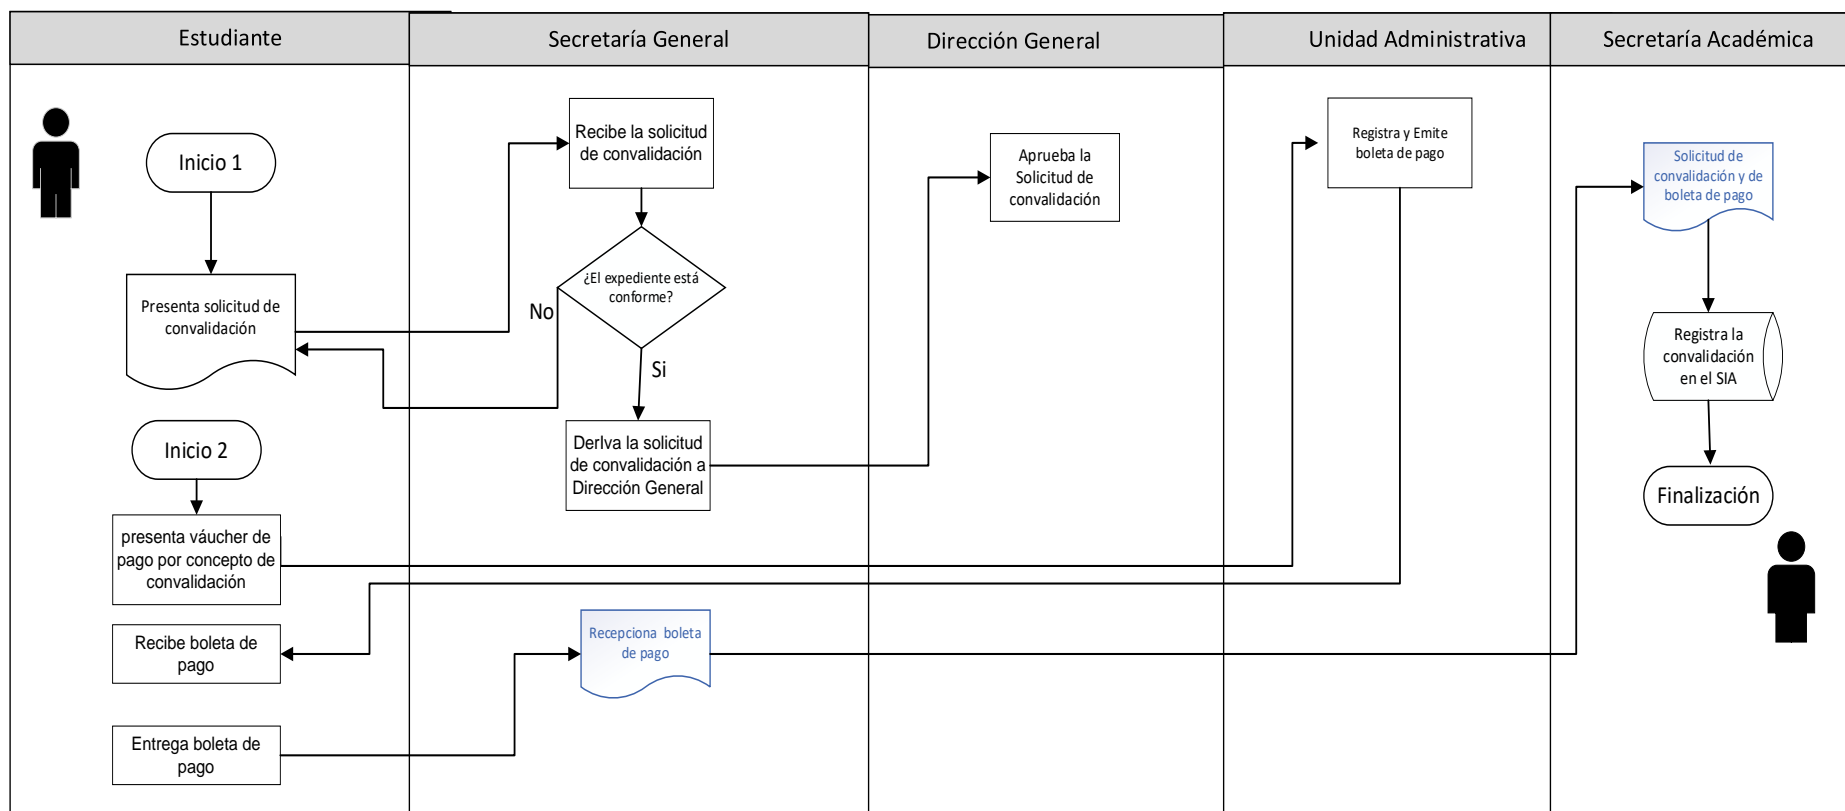 Estudiante
Secretaría General
Dirección General
Unidad Administrativa
Secretaría Académica
Inicio 1
Presenta solicitud de
convalidación
Inicio 2
presenta váucher de
pago por concepto de
convalidación
Recibe boleta de
pago
Entrega boleta de
pago
Recibe la solicitud
de convalidación
¿El expediente está
conforme?
No
Si
DerIva la solicitud
de convalidación a
Dirección General
Recepciona boleta
de pago
Aprueba la
Solicitud de
convalidación
Registra y Emite
boleta de pago
Solicitud de
convalidación y de
boleta de pago
Registra la
convalidación
en el SIA
Finalización